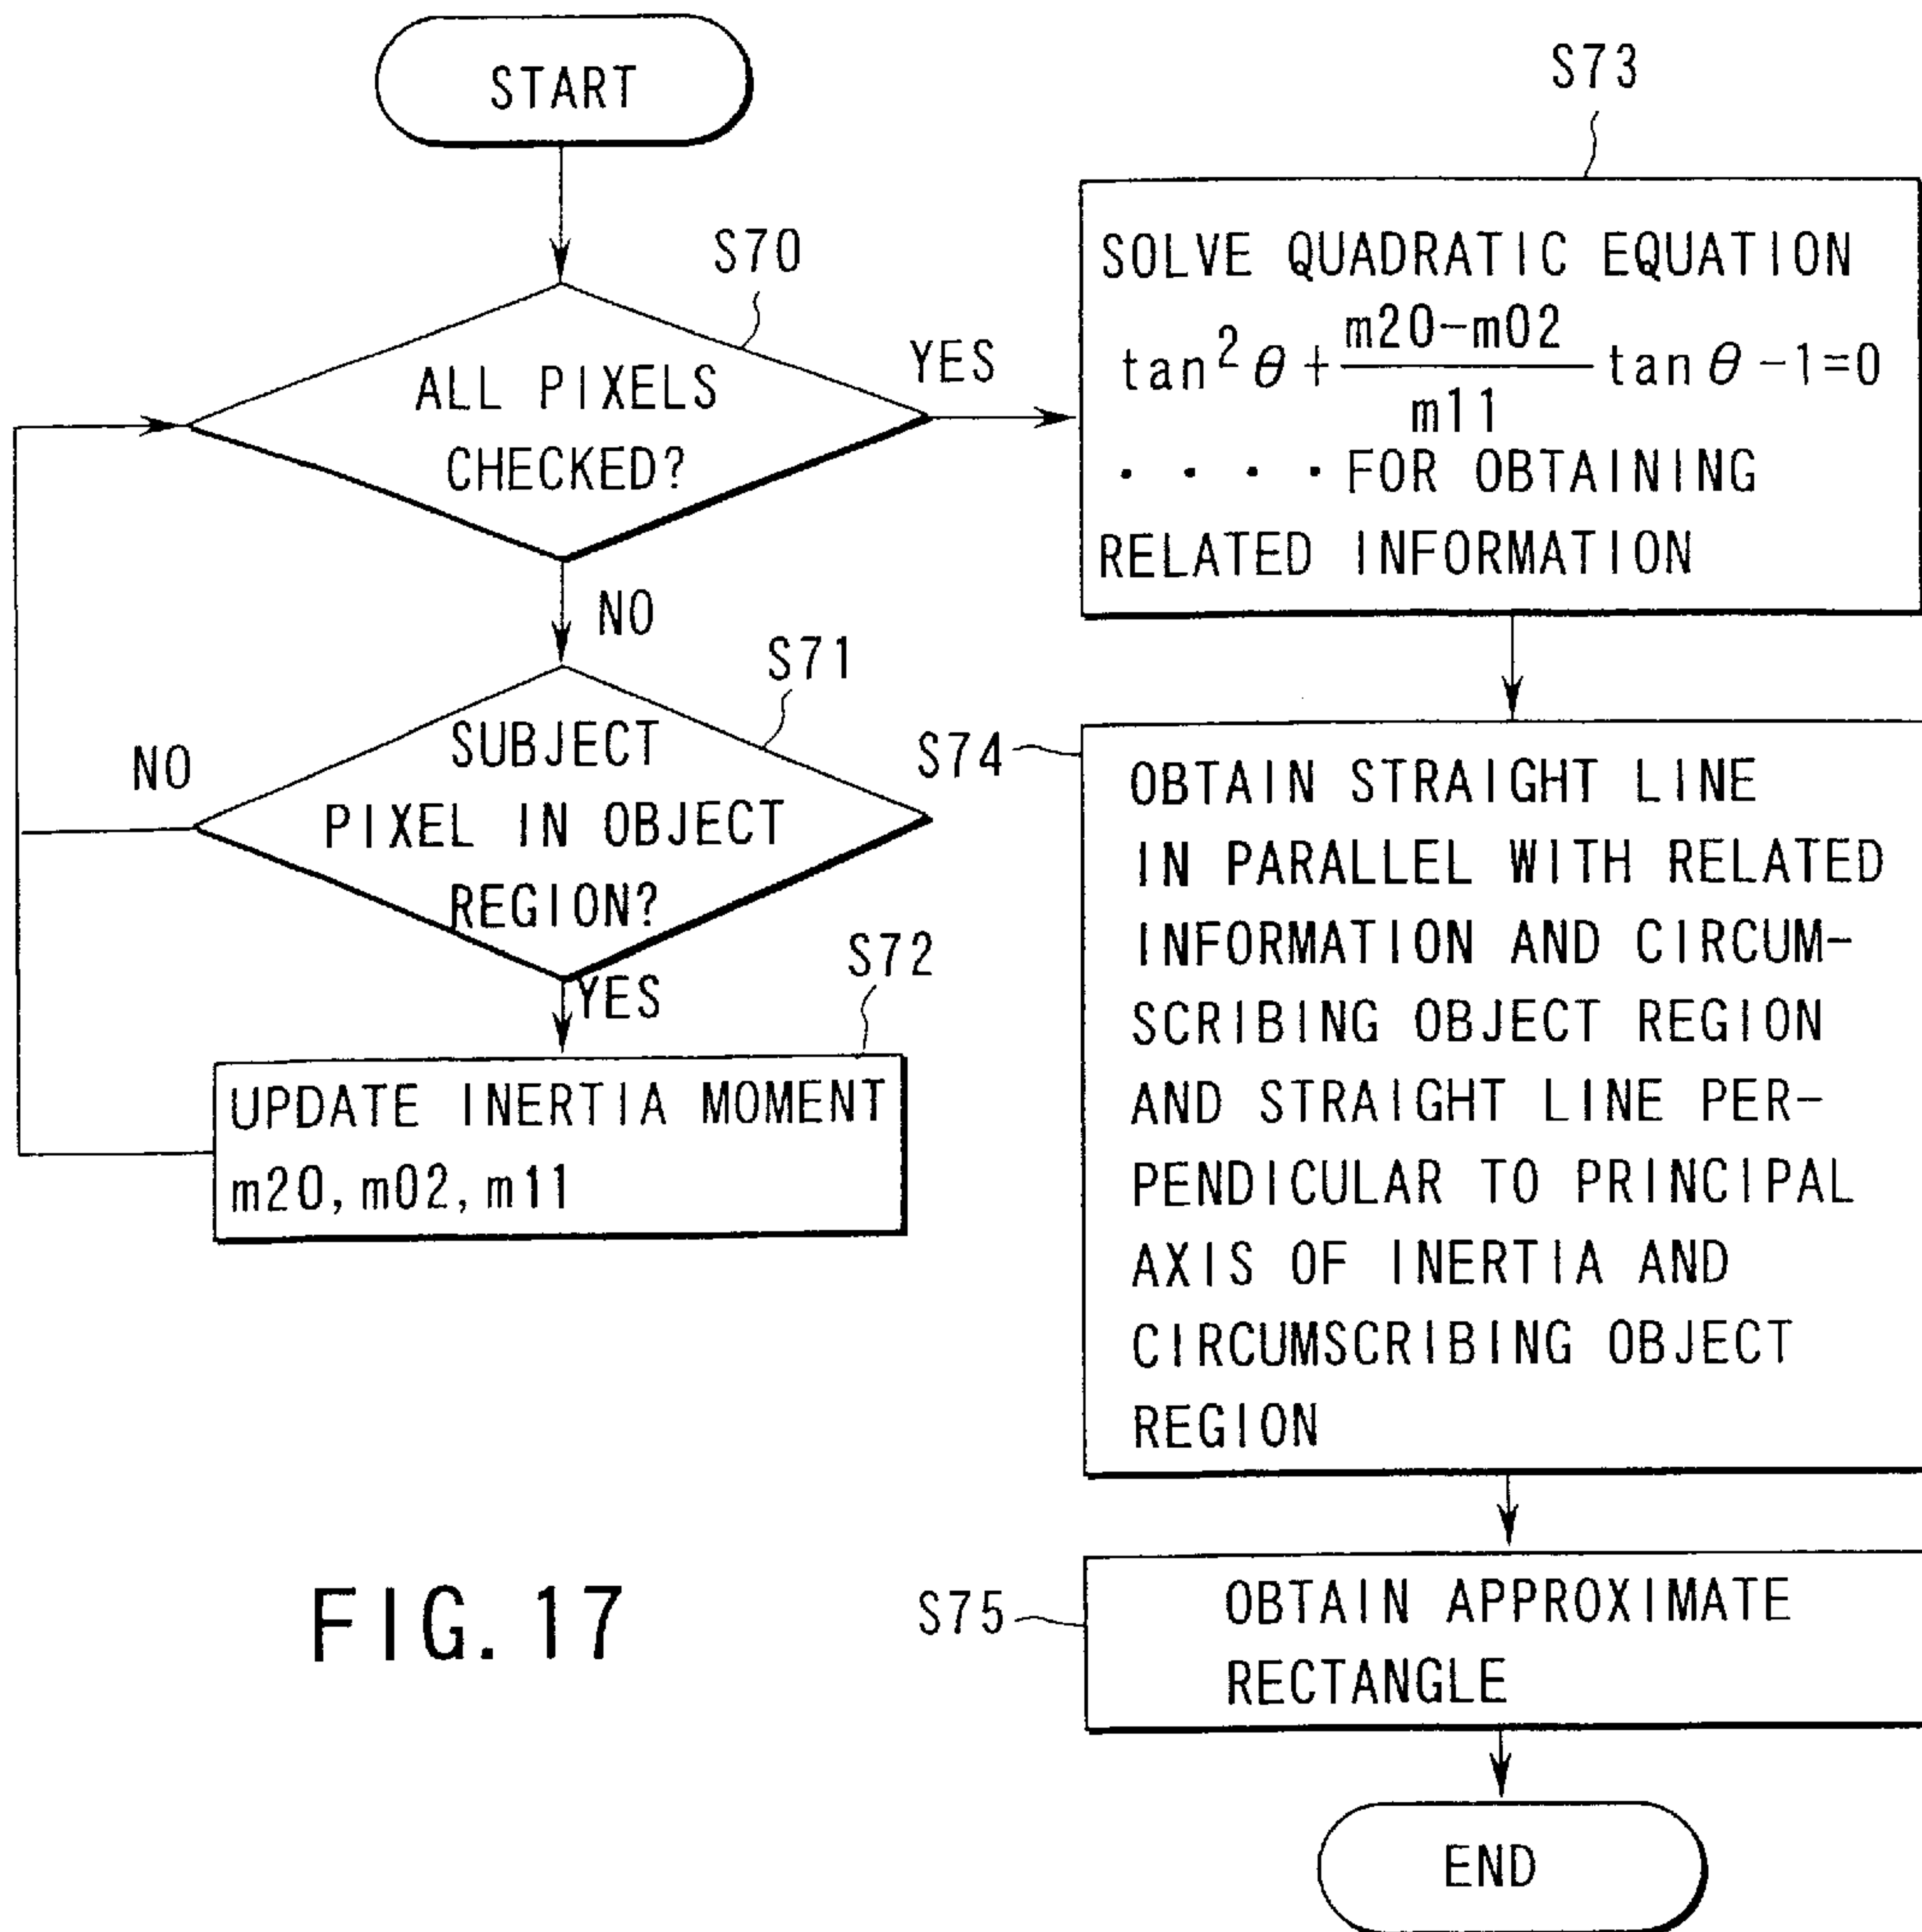 START
S70
ALL PIXELS
CHECKED?
YES
NO
S71
SUBJECT
PIXEL IN OBJECT
REGION?
NO
YES
S72
UPDATE INERTIA MOMENT
m20, m02, m11
S73
SOLVE QUADRATIC EQUATION
tan² θ + (m20-m02)/m11 tan θ -1=0
· · · · FOR OBTAINING
RELATED INFORMATION
S74
OBTAIN STRAIGHT LINE
IN PARALLEL WITH RELATED
INFORMATION AND CIRCUM-
SCRIBING OBJECT REGION
AND STRAIGHT LINE PER-
PENDICULAR TO PRINCIPAL
AXIS OF INERTIA AND
CIRCUMSCRIBING OBJECT
REGION
S75
OBTAIN APPROXIMATE
RECTANGLE
END
FIG. 17